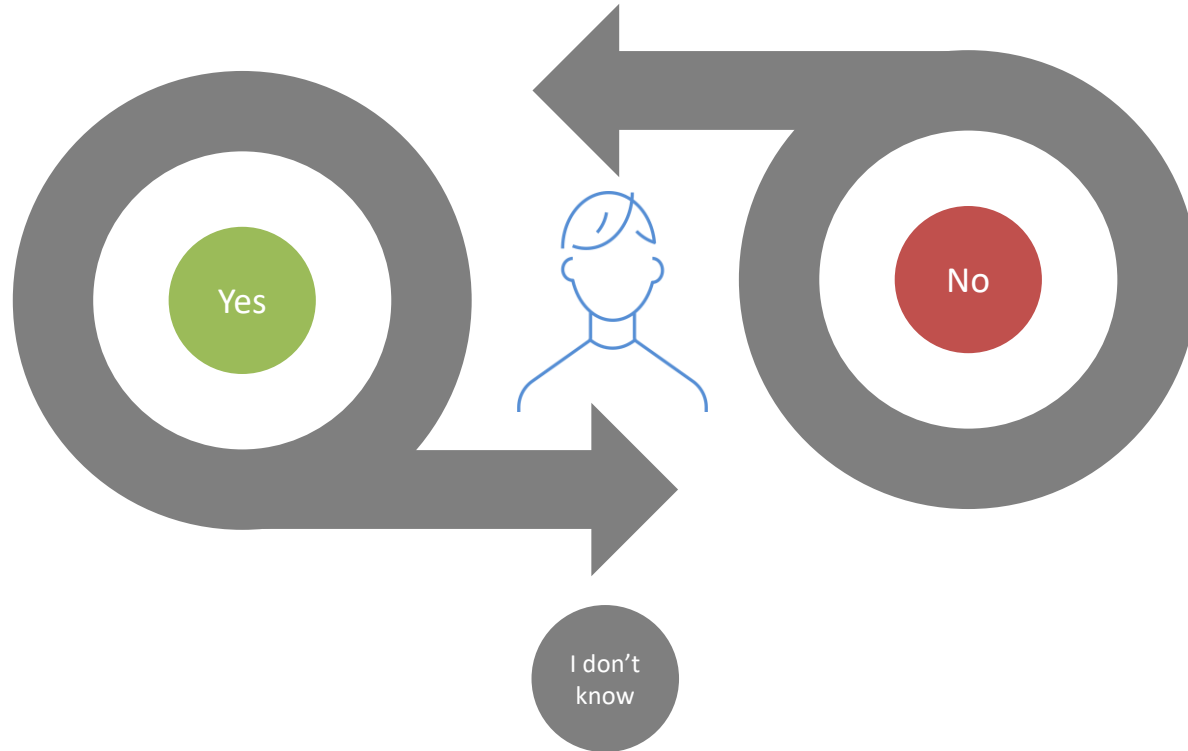 Yes
No
I don’t
know